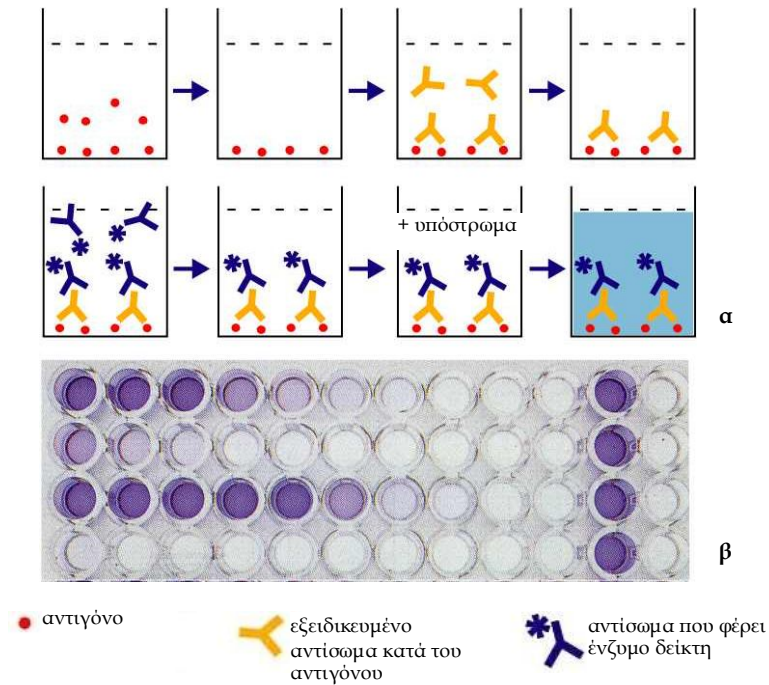 + υπόστρωμα
α
β
αντιγόνο
εξειδικευμένο
αντίσωμα κατά του
αντιγόνου
αντίσωμα που φέρει
ένζυμο δείκτη